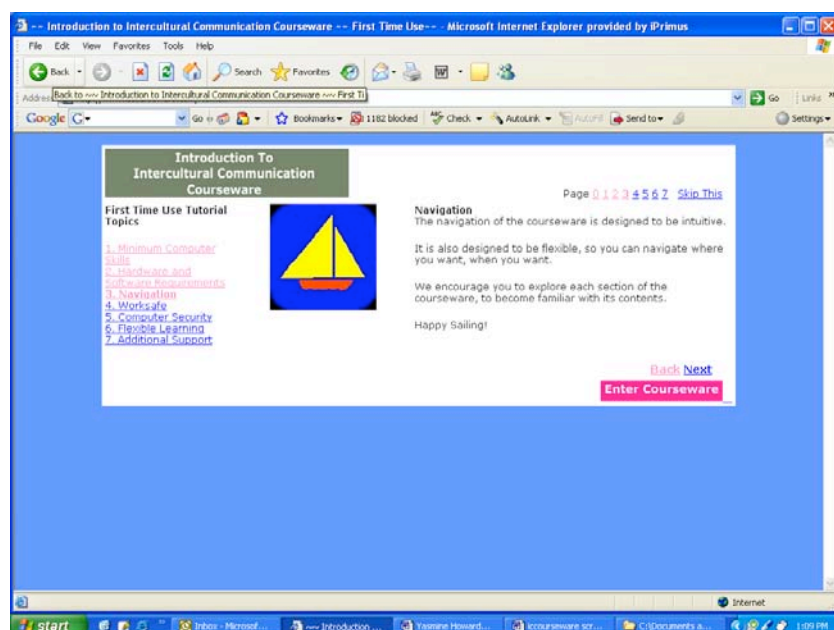 -- Introduction to Intercultural Communication Courseware -- First Time Use-- - Microsoft Internet Explorer provided by iPrimus
File Edit View Favorites Tools Help
Back Search Favorites
Back to ~~ Introduction to Intercultural Communication Courseware ~~ First Ti
Go Links »
Google G Go Bookmarks 1182 blocked Check AutoLink AutoFill Send to Settings
Introduction To
Intercultural Communication
Courseware
Page 0 1 2 3 4 5 6 7 Skip This
First Time Use Tutorial
Topics
1. Minimum Computer
Skills
2. Hardware and
Software Requirements
3. Navigation
4. Worksafe
5. Computer Security
6. Flexible Learning
7. Additional Support
Navigation
The navigation of the courseware is designed to be intuitive.
It is also designed to be flexible, so you can navigate where
you want, when you want.
We encourage you to explore each section of the
courseware, to become familiar with its contents.
Happy Sailing!
Back Next
Enter Courseware
Internet
start Inbox - Microsof... ~~ Introduction ... Yasmine Howard... iccourseware scr... C:\Documents a... 1:09 PM